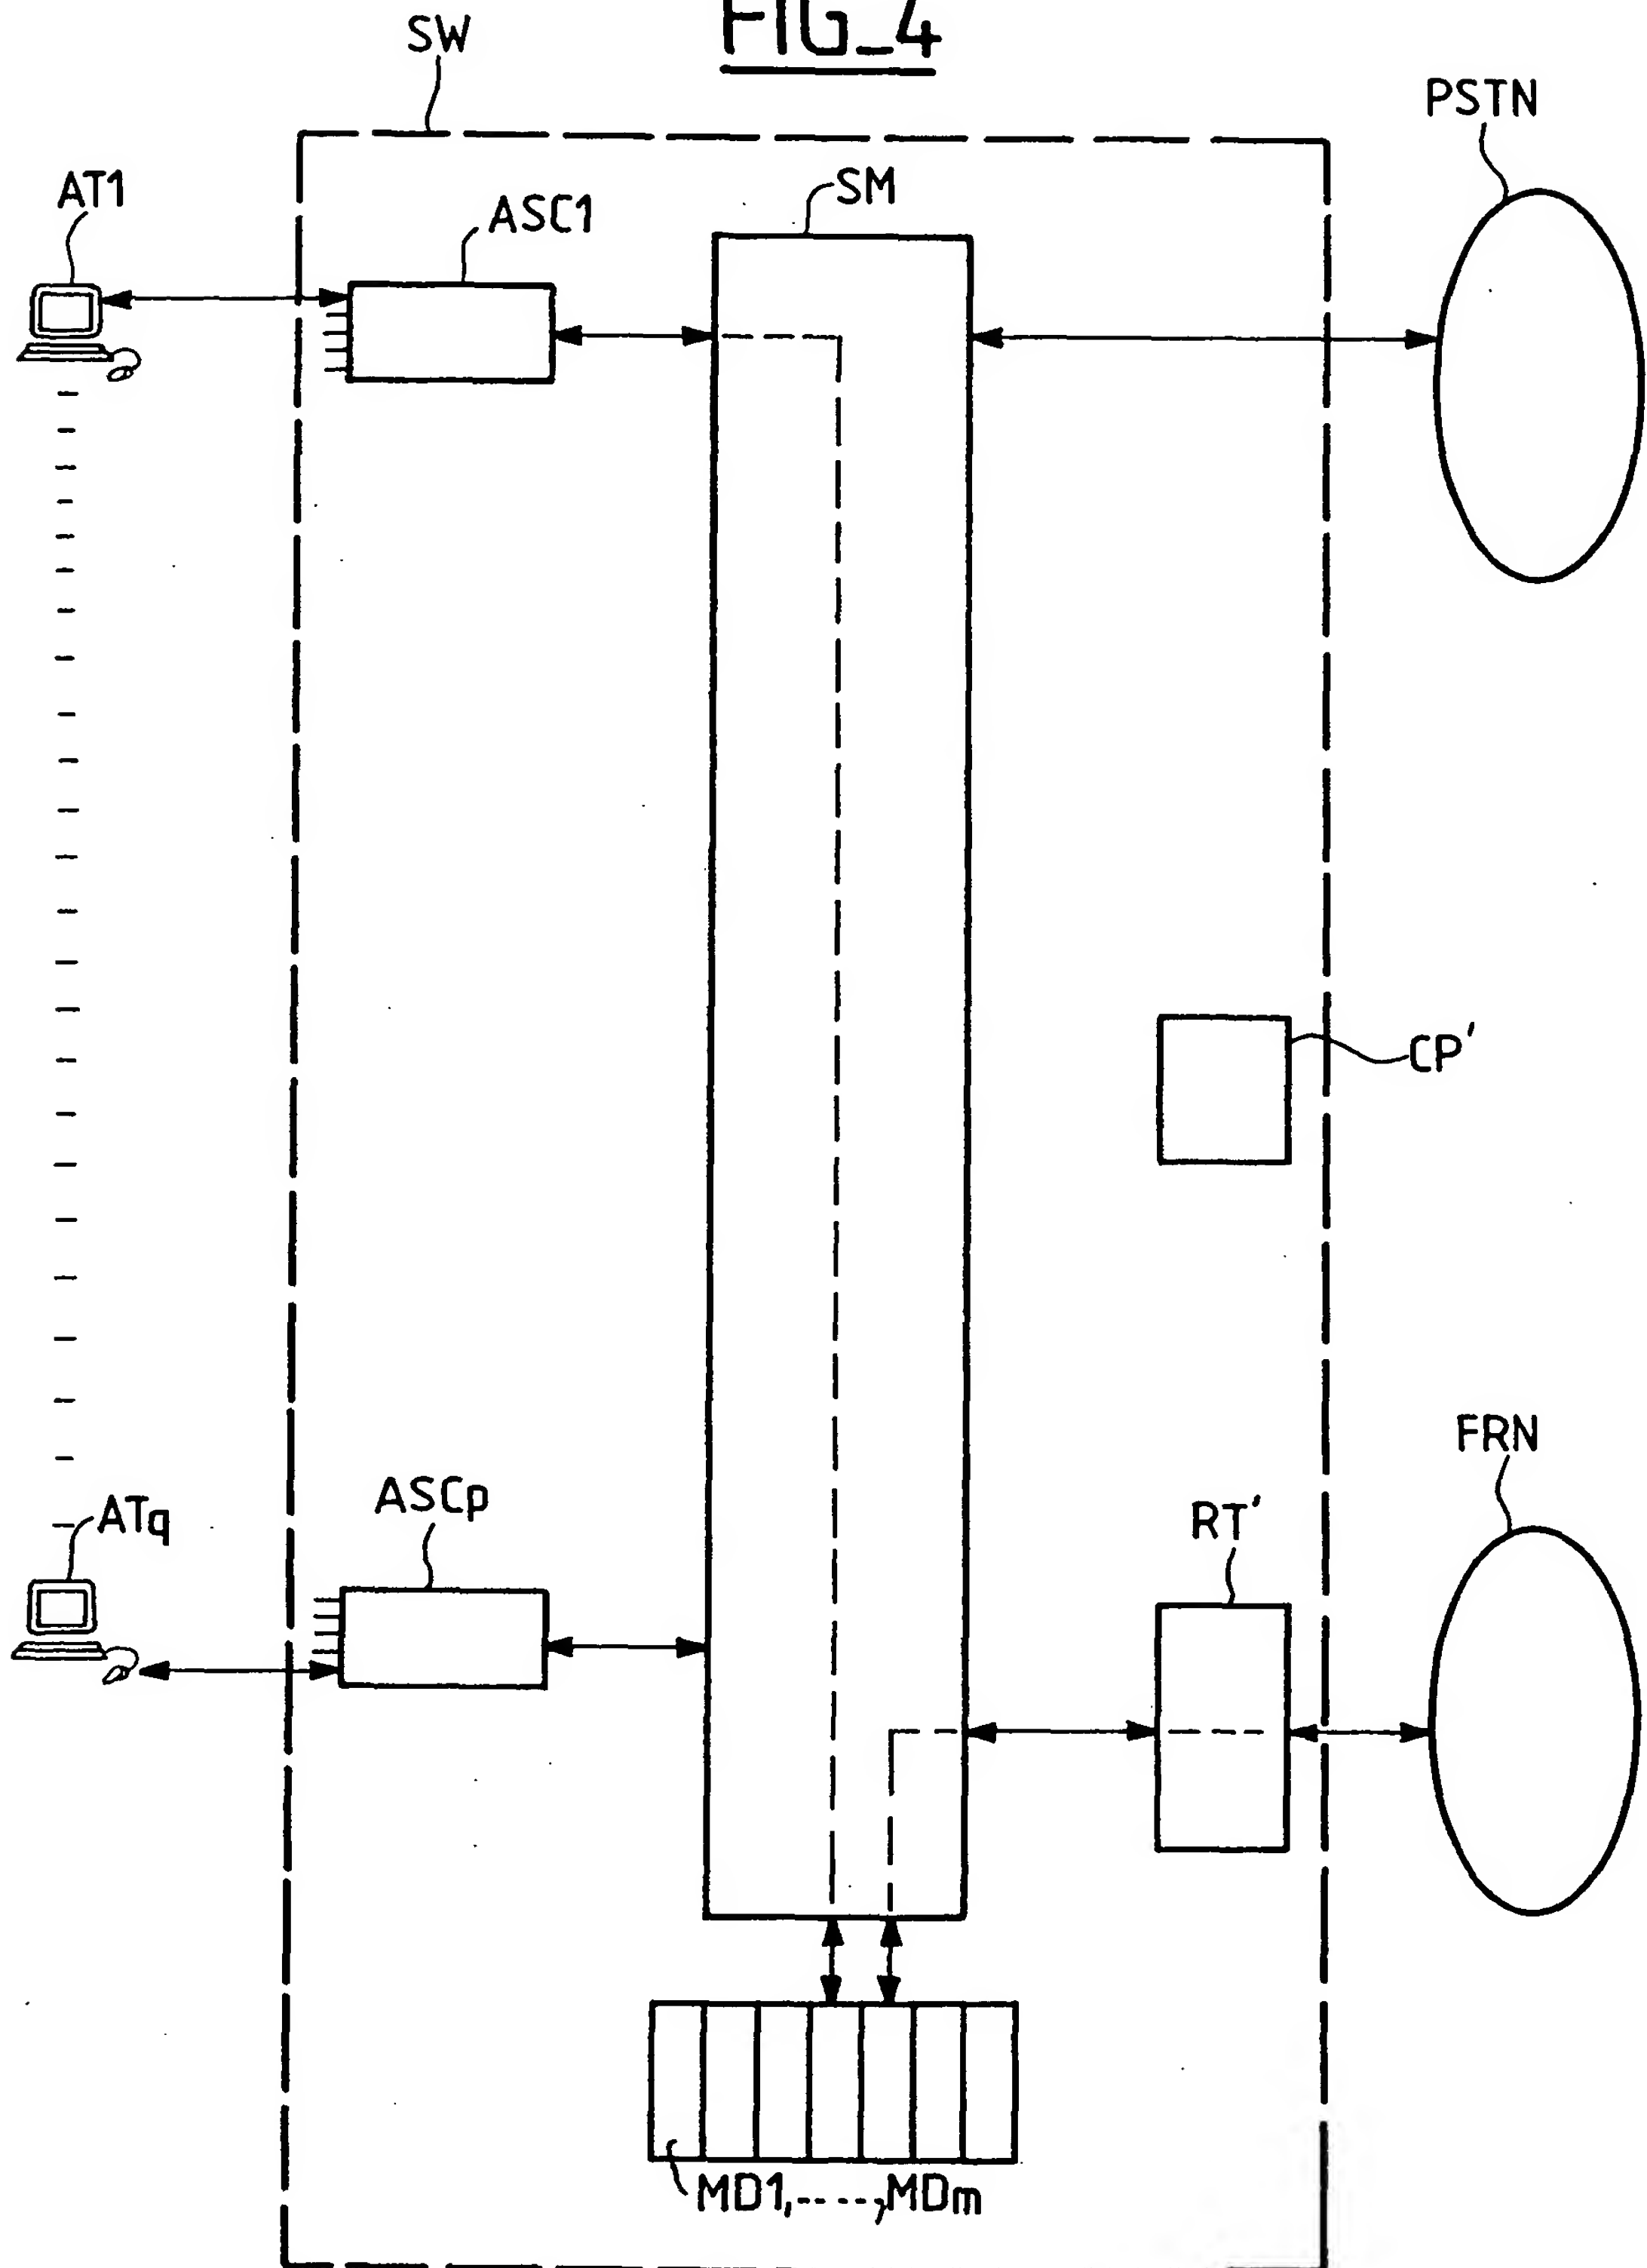 FIG_4
SW
PSTN
AT1
ASC1
SM
CP'
FRN
ATq
ASCp
RT'
MD1,-----,MDm